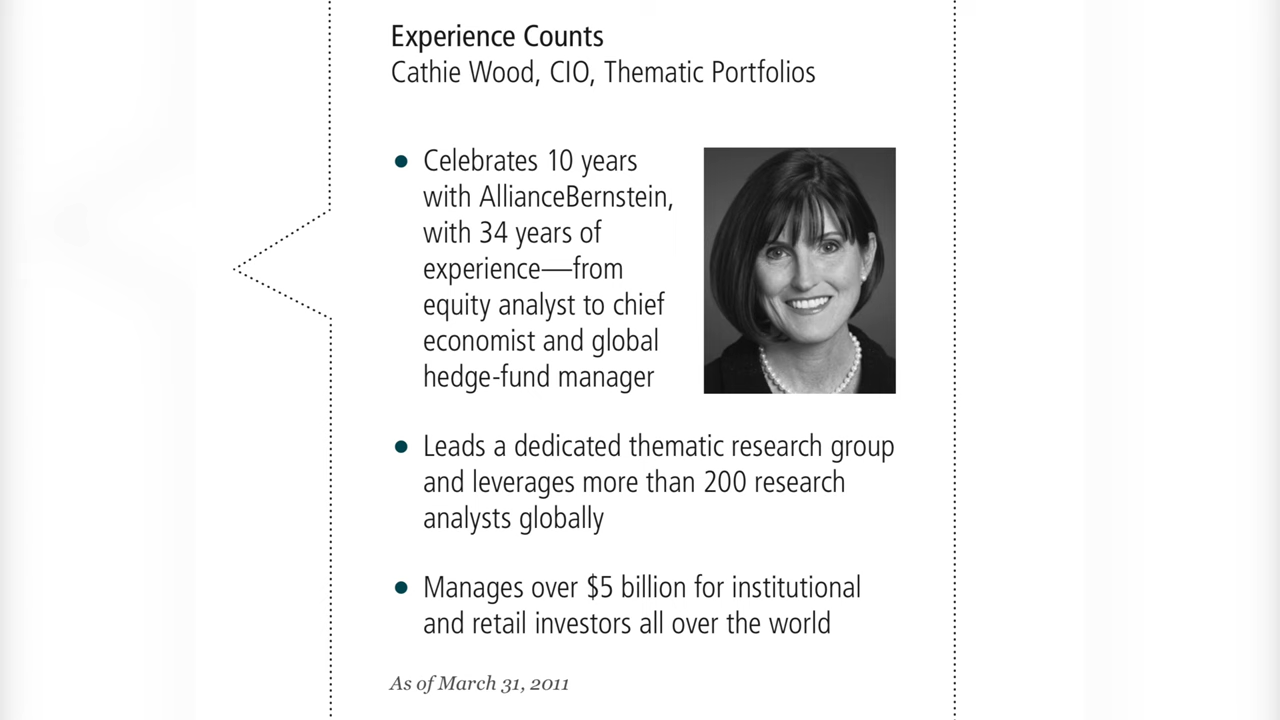 Experience Counts
Cathie Wood, CIO, Thematic Portfolios
● Celebrates 10 years
with AllianceBernstein,
with 34 years of
experience—from
equity analyst to chief
economist and global
hedge-fund manager
● Leads a dedicated thematic research group
and leverages more than 200 research
analysts globally
● Manages over $5 billion for institutional
and retail investors all over the world
As of March 31, 2011